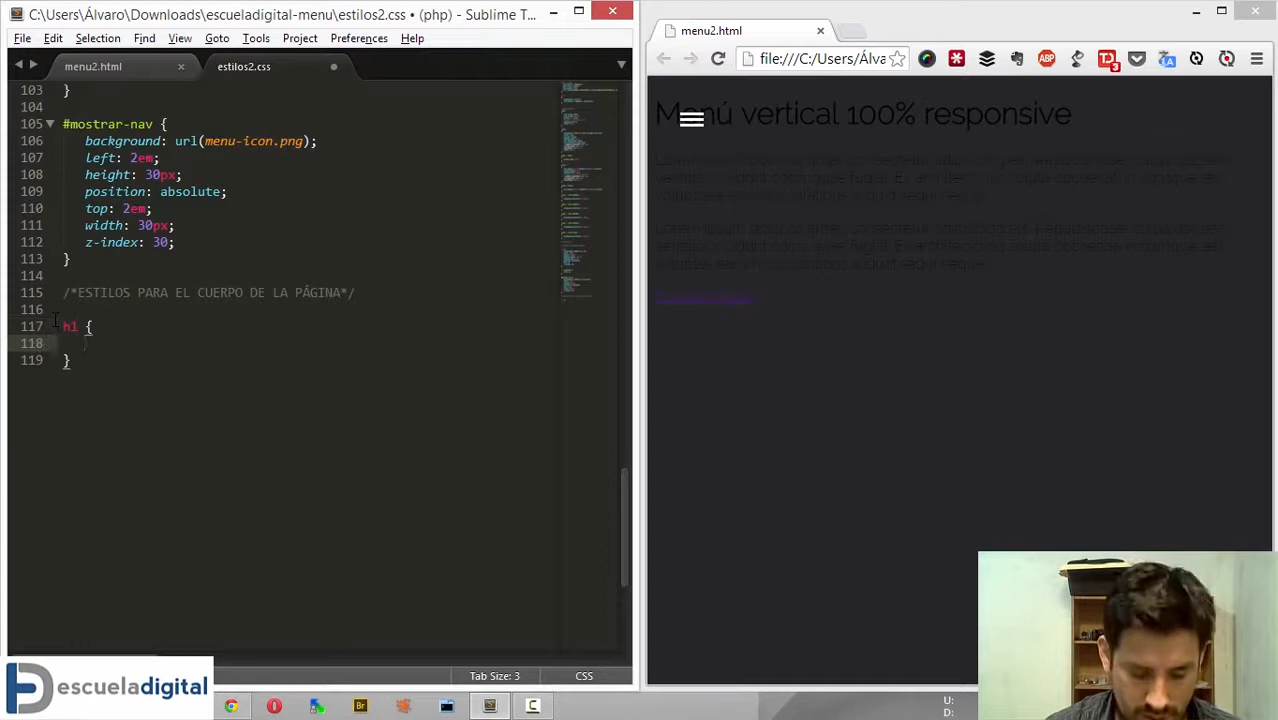 C:\Users\Álvaro\Downloads\escueladigital-menu\estilos2.css • (php) - Sublime T...
File Edit Selection Find View Goto Tools Project Preferences Help
menu2.html
estilos2.css
103 }
104
105 #mostrar-nav {
106 background: url(menu-icon.png);
107 left: 2em;
108 height: 30px;
109 position: absolute;
110 top: 2em;
111 width: 30px;
112 z-index: 30;
113 }
114
115 /*ESTILOS PARA EL CUERPO DE LA PÁGINA*/
116
117 h1 {
118
119 }
Tab Size: 3 CSS
escueladigital
menu2.html
file:///C:/Users/Álva
ABP
3
Menú vertical 100% responsive
Br
U:
D: